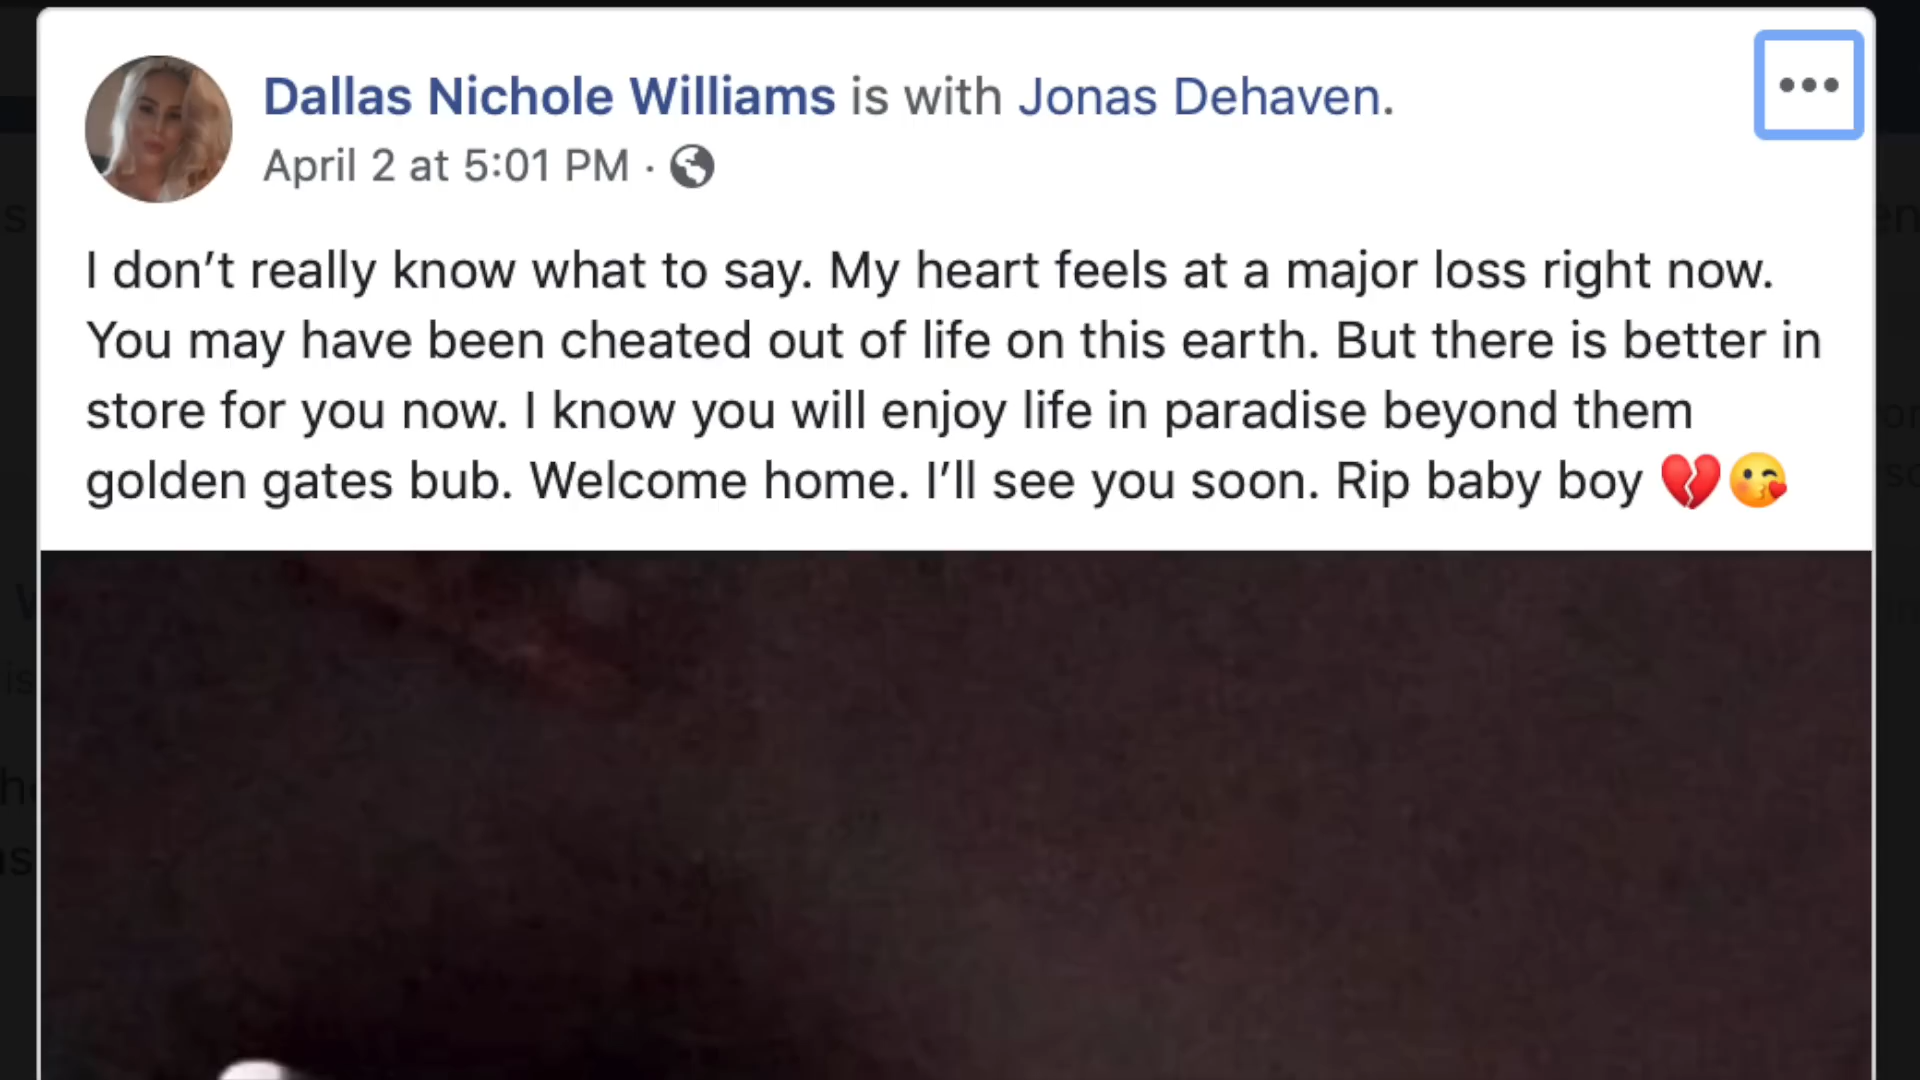 Dallas Nichole Williams is with Jonas Dehaven.
April 2 at 5:01 PM ·
I don’t really know what to say. My heart feels at a major loss right now.
You may have been cheated out of life on this earth. But there is better in
store for you now. I know you will enjoy life in paradise beyond them
golden gates bub. Welcome home. I’ll see you soon. Rip baby boy 💔😘